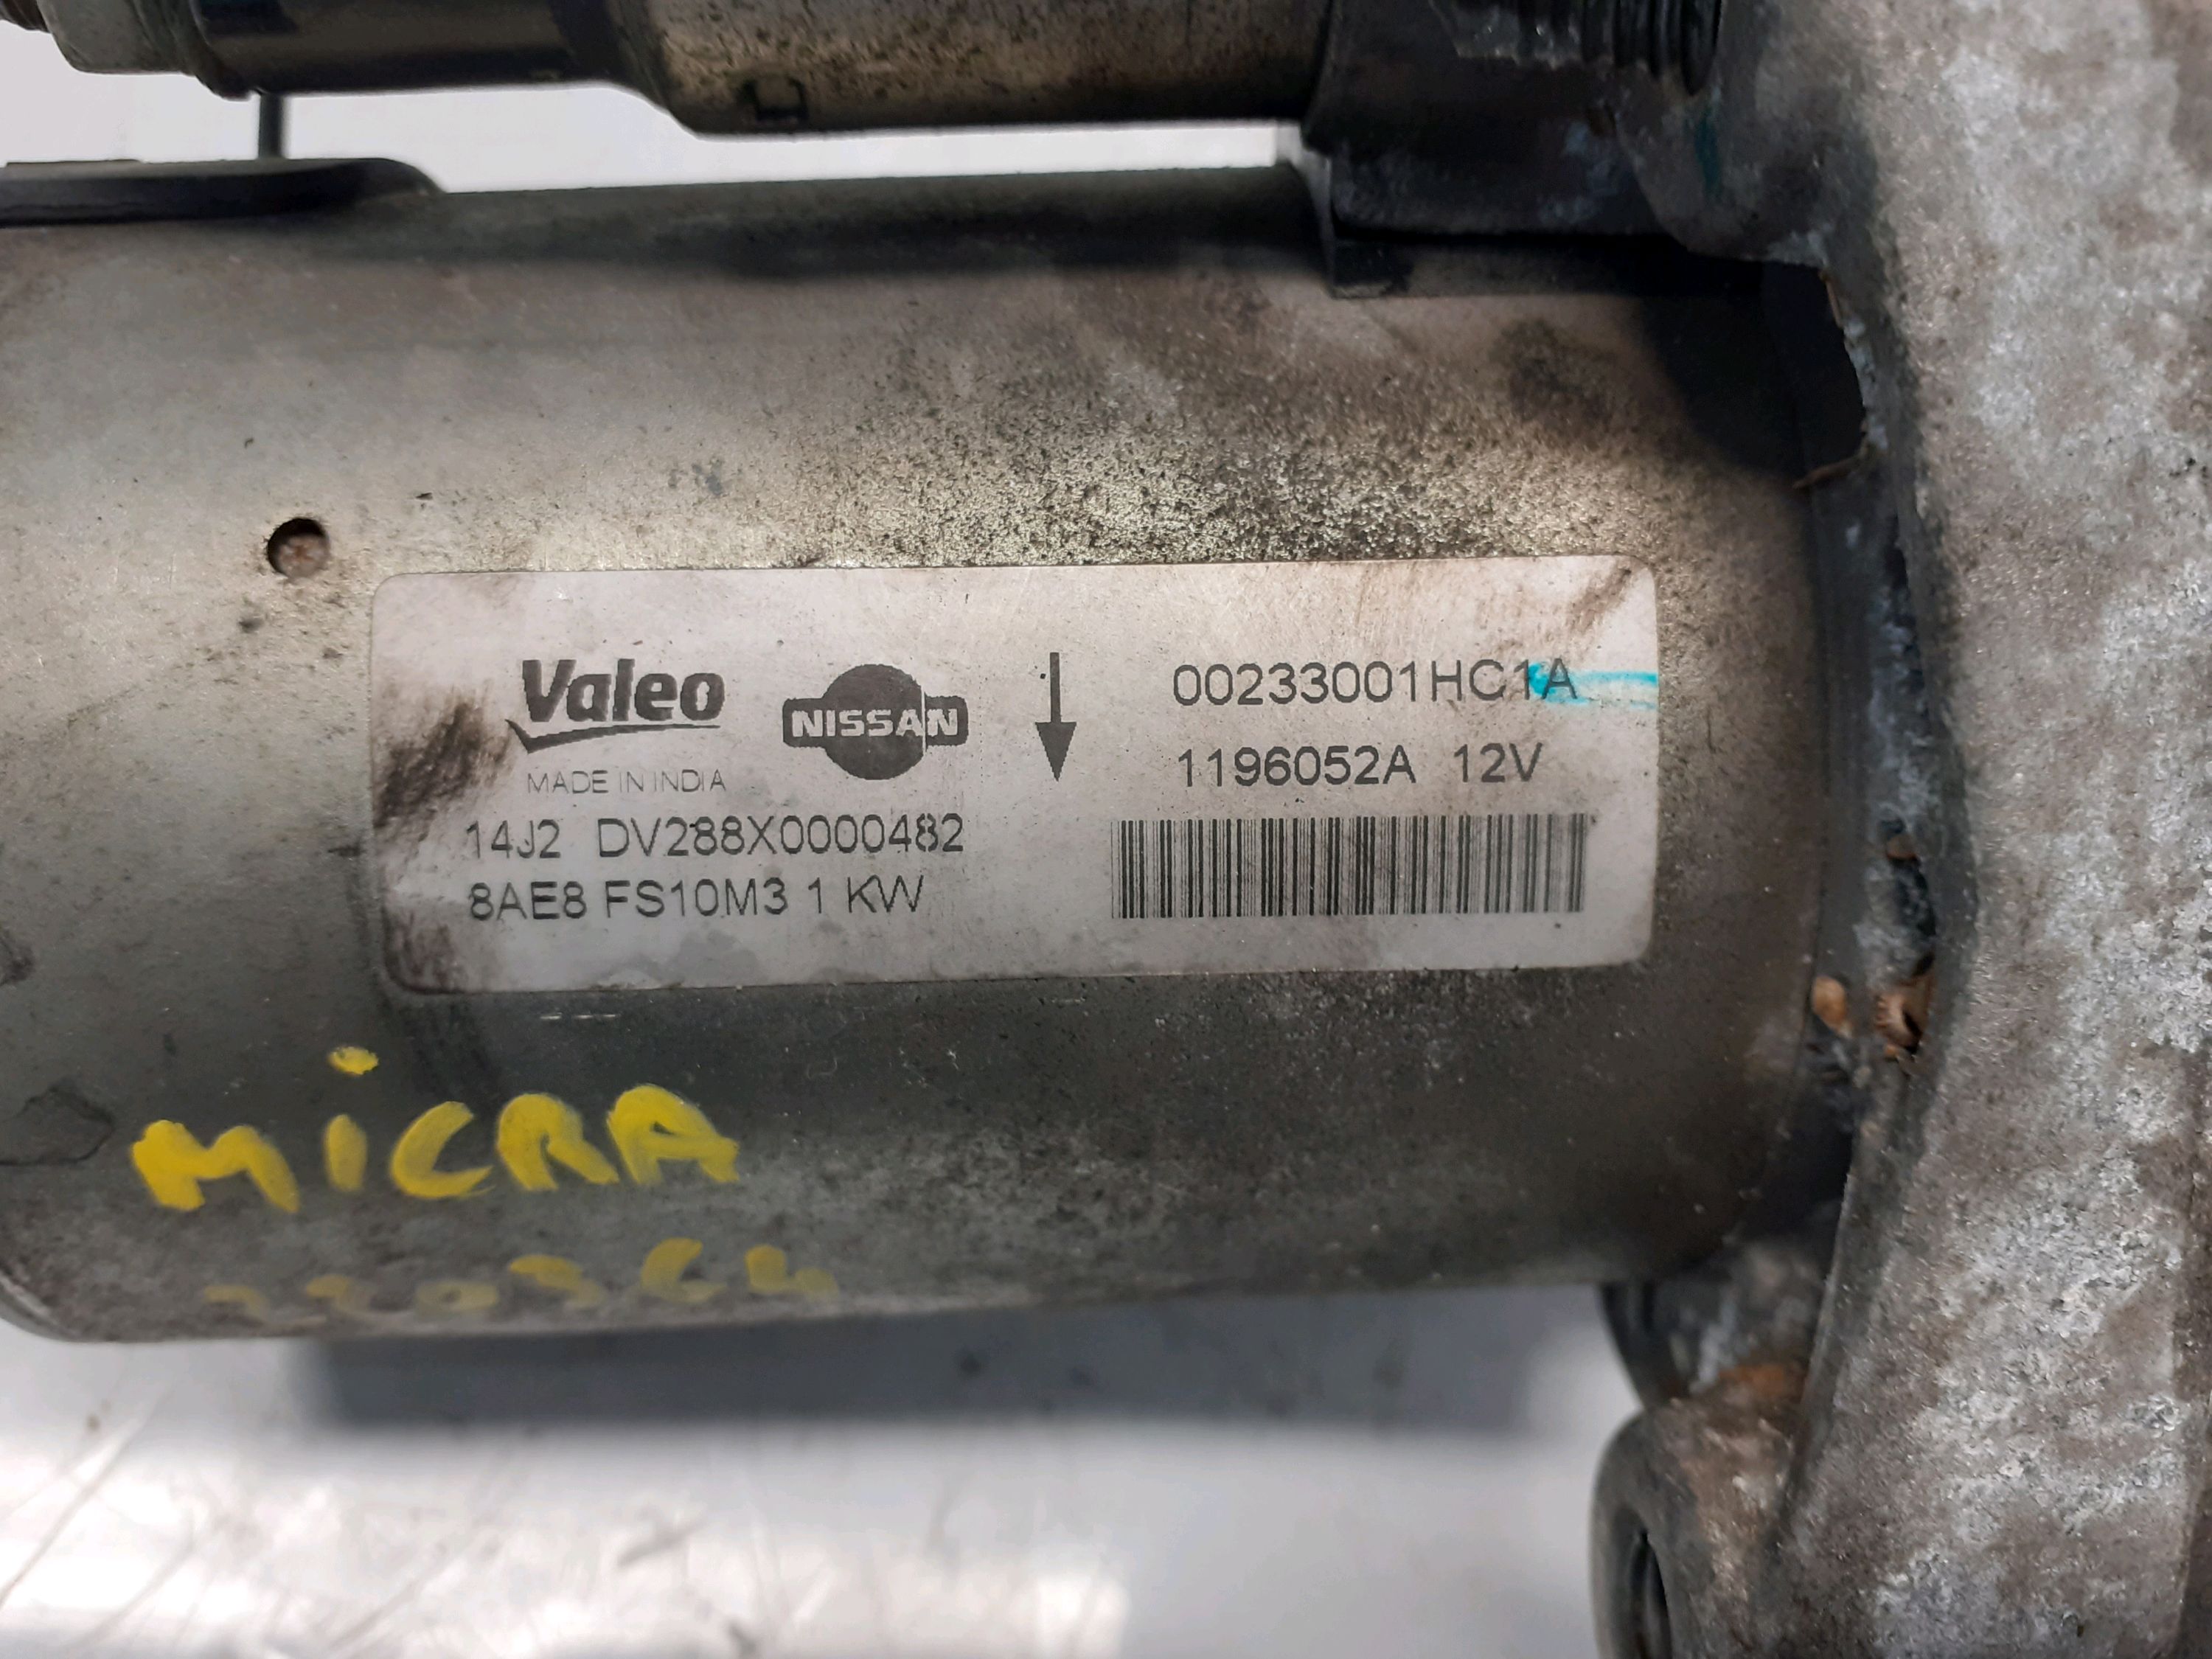 Valeo
NISSAN
MADE IN INDIA
00233001HC1A
1196052A 12V
14J2 DV288X0000482
8AE8 FS10M3 1 KW
MiCRA